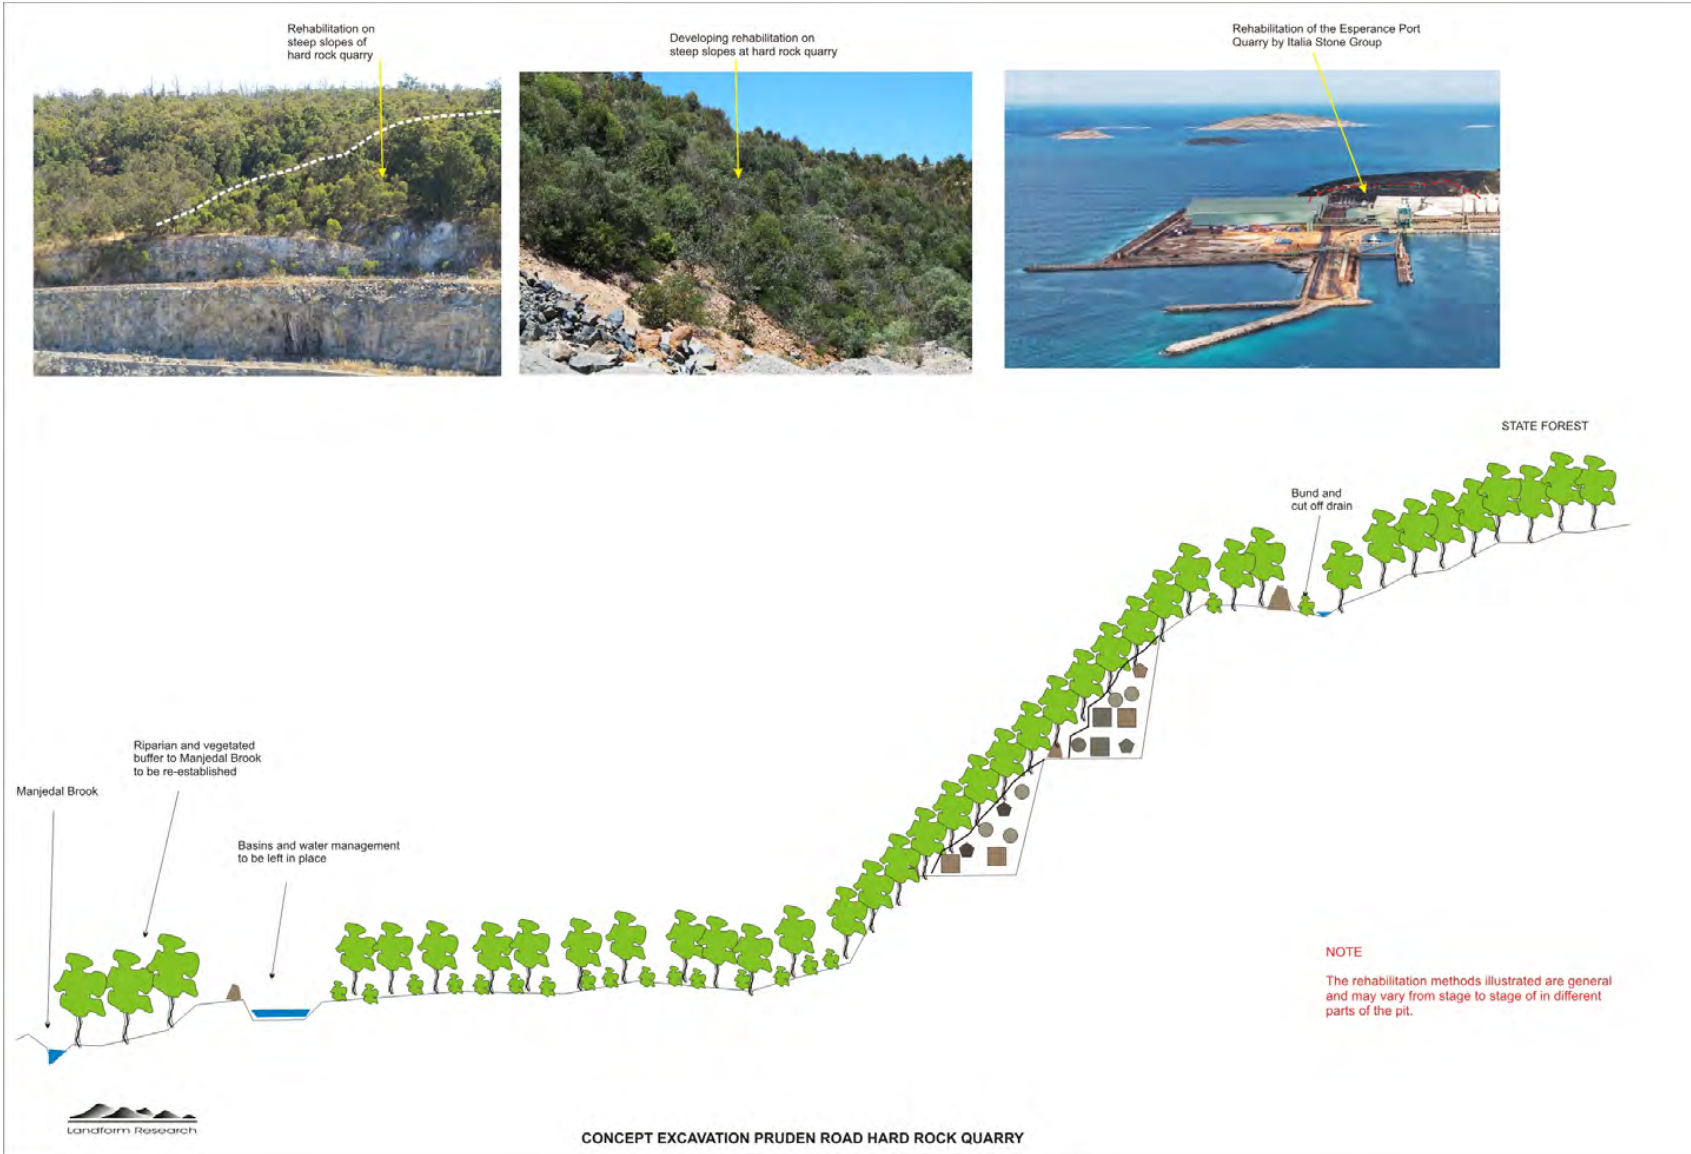 Rehabilitation on
steep slopes of
hard rock quarry
Developing rehabilitation on
steep slopes at hard rock quarry
Rehabilitation of the Esperance Port
Quarry by Italia Stone Group
STATE FOREST
Bund and
cut off drain
Riparian and vegetated
buffer to Manjedal Brook
to be re-established
Manjedal Brook
Basins and water management
to be left in place
NOTE
The rehabilitation methods illustrated are general
and may vary from stage to stage of in different
parts of the pit.
Landform Research
CONCEPT EXCAVATION PRUDEN ROAD HARD ROCK QUARRY